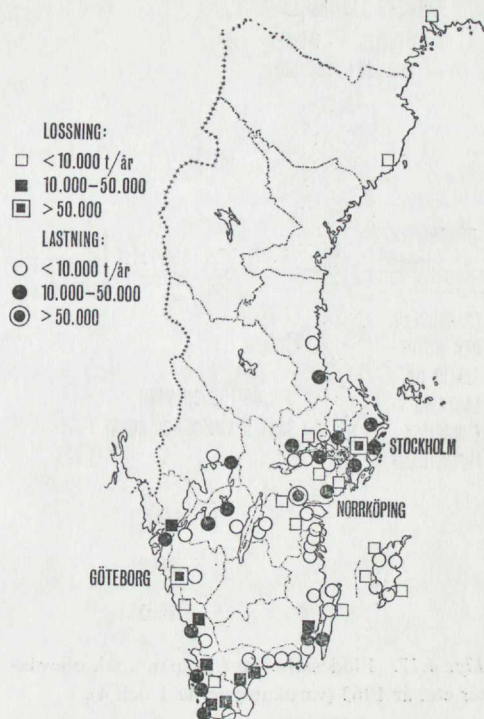 LOSSNING:
<10.000 t/år
10.000–50.000
>50.000
LASTNING:
<10.000 t/år
10.000–50.000
>50.000
STOCKHOLM
NORRKÖPING
GÖTEBORG